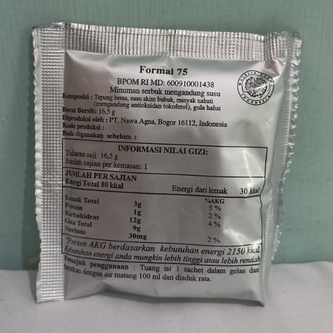 Formal 75
BPOM RI MD: 600910001438
Minuman serbuk mengandung susu
Komposisi : Tepung beras, susu skim bubuk, minyak nabati
(mengandung antioksidan tokoferol), gula halus
Berat Bersih: 16,5 g
Diproduksi oleh : PT. Nawa Agna, Bogor 16112, Indonesia
Kode produksi :
Baik digunakan sebelum :
INFORMASI NILAI GIZI:
Takaran saji 16,5 g
Jumlah sajian per kemasan: 1
JUMLAH PER SAJIAN
Energi Total 80 kkal Energi dari lemak 30 kkal
%AKG
Lemak Total 3g 5 %
Protein 1g 2 %
Karbohidrat 12g 4 %
Gula Total 9g
Natrium 30mg 2 %
*Persen AKG berdasarkan kebutuhan energi 2150 kkal.
Kebutuhan energi anda mungkin lebih tinggi atau lebih rendah
Petunjuk penggunaan : Tuang isi 1 sachet dalam gelas dan
dengan air matang 100 ml dan diaduk rata.